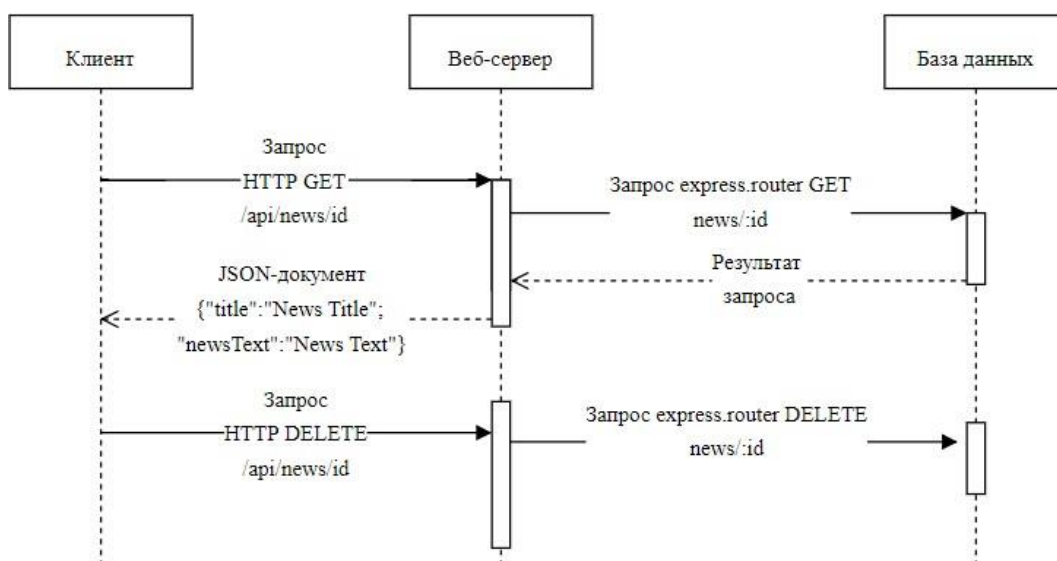 Клиент
Веб-сервер
База данных
Запрос
HTTP GET
/api/news/id
Запрос express.router GET
news/:id
Результат
запроса
JSON-документ
{"title":"News Title";
"newsText":"News Text"}
Запрос
HTTP DELETE
/api/news/id
Запрос express.router DELETE
news/:id